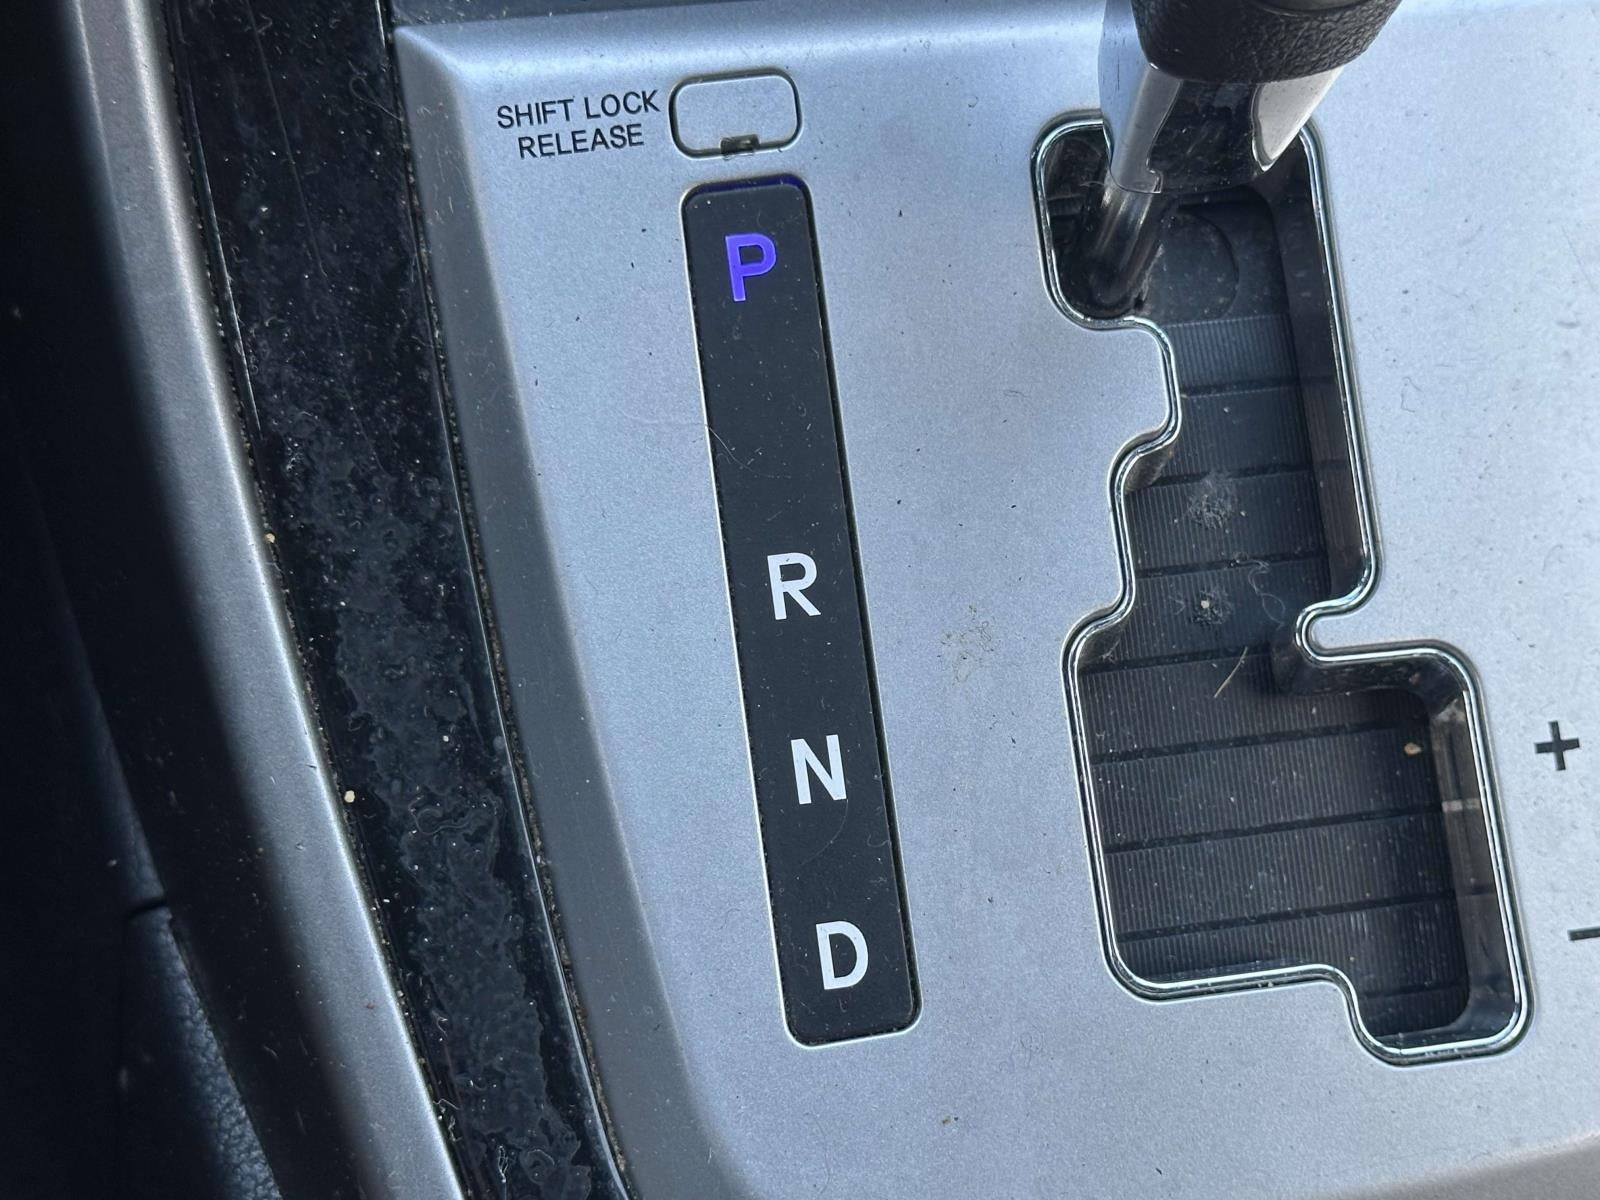 SHIFT LOCK
RELEASE
P
R
N
D
+
-